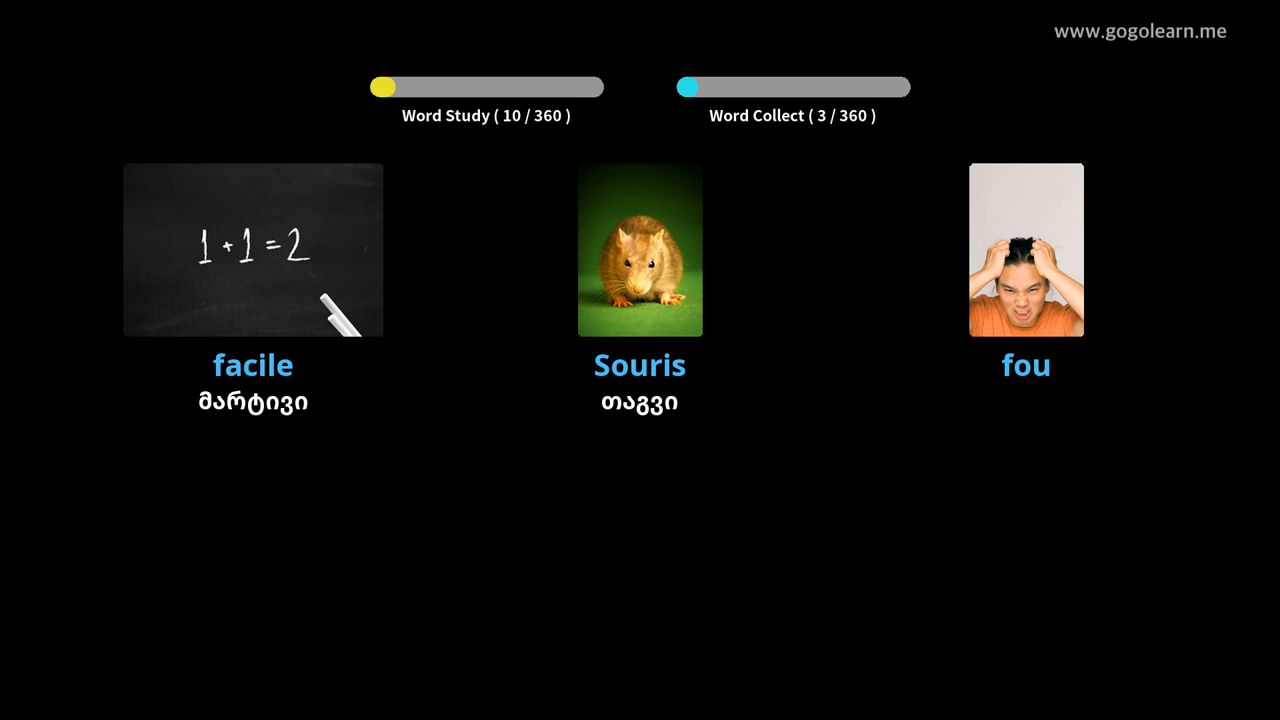 www.gogolearn.me
Word Study ( 10 / 360 )
Word Collect ( 3 / 360 )
1 + 1 = 2
facile
Souris
fou
მარტივი
თაგვი